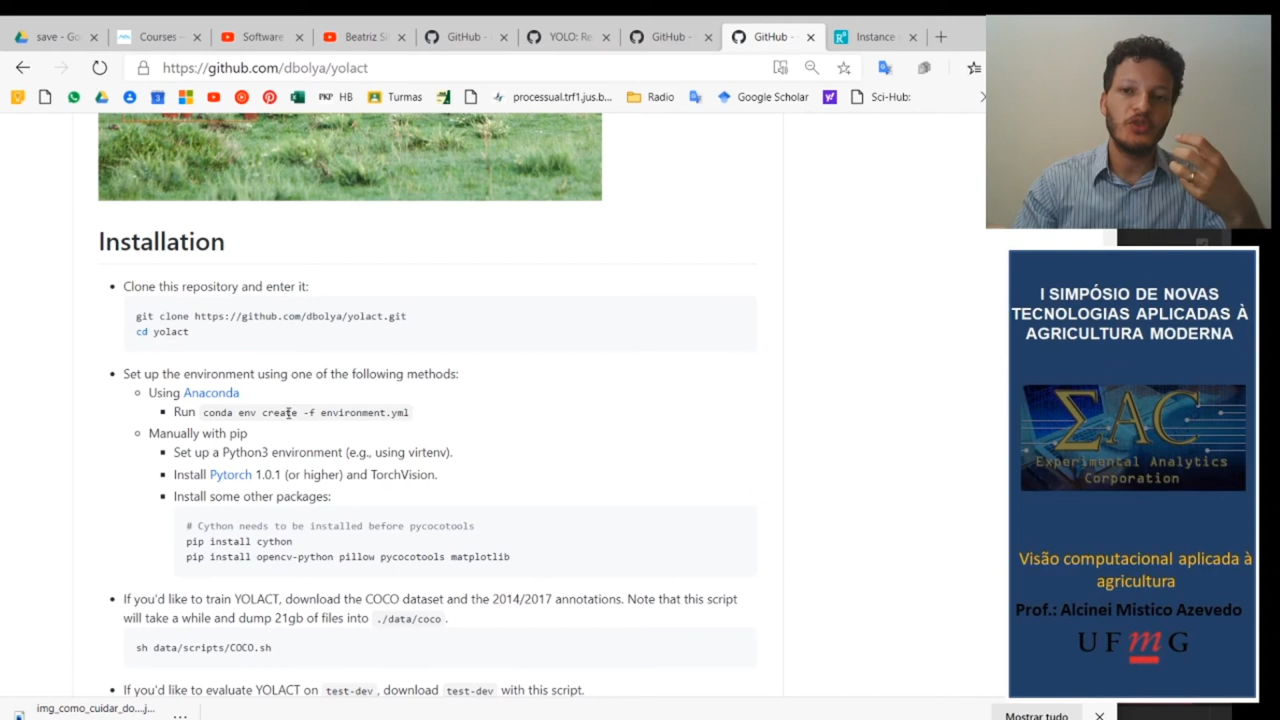 save - Go
Courses -
Software
Beatriz Si
GitHub -
YOLO: Re
GitHub -
GitHub -
Instance
https://github.com/dbolya/yolact
PKP HB
Turmas
processual.trf1.jus.b...
Radio
Google Scholar
Sci-Hub:
Installation
Clone this repository and enter it:
git clone https://github.com/dbolya/yolact.git
cd yolact
Set up the environment using one of the following methods:
Using Anaconda
Run conda env create -f environment.yml
Manually with pip
Set up a Python3 environment (e.g., using virtenv).
Install Pytorch 1.0.1 (or higher) and TorchVision.
Install some other packages:
# Cython needs to be installed before pycocotools
pip install cython
pip install opencv-python pillow pycocotools matplotlib
If you'd like to train YOLACT, download the COCO dataset and the 2014/2017 annotations. Note that this script
will take a while and dump 21gb of files into ./data/coco.
sh data/scripts/COCO.sh
If you'd like to evaluate YOLACT on test-dev, download test-dev with this script.
img_como_cuidar_do....j...
Mostrar tudo
I SIMPÓSIO DE NOVAS
TECNOLOGIAS APLICADAS À
AGRICULTURA MODERNA
ΣAC
Experimental Analytics
Corporation
Visão computacional aplicada à
agricultura
Prof.: Alcinei Mistico Azevedo
UFmG